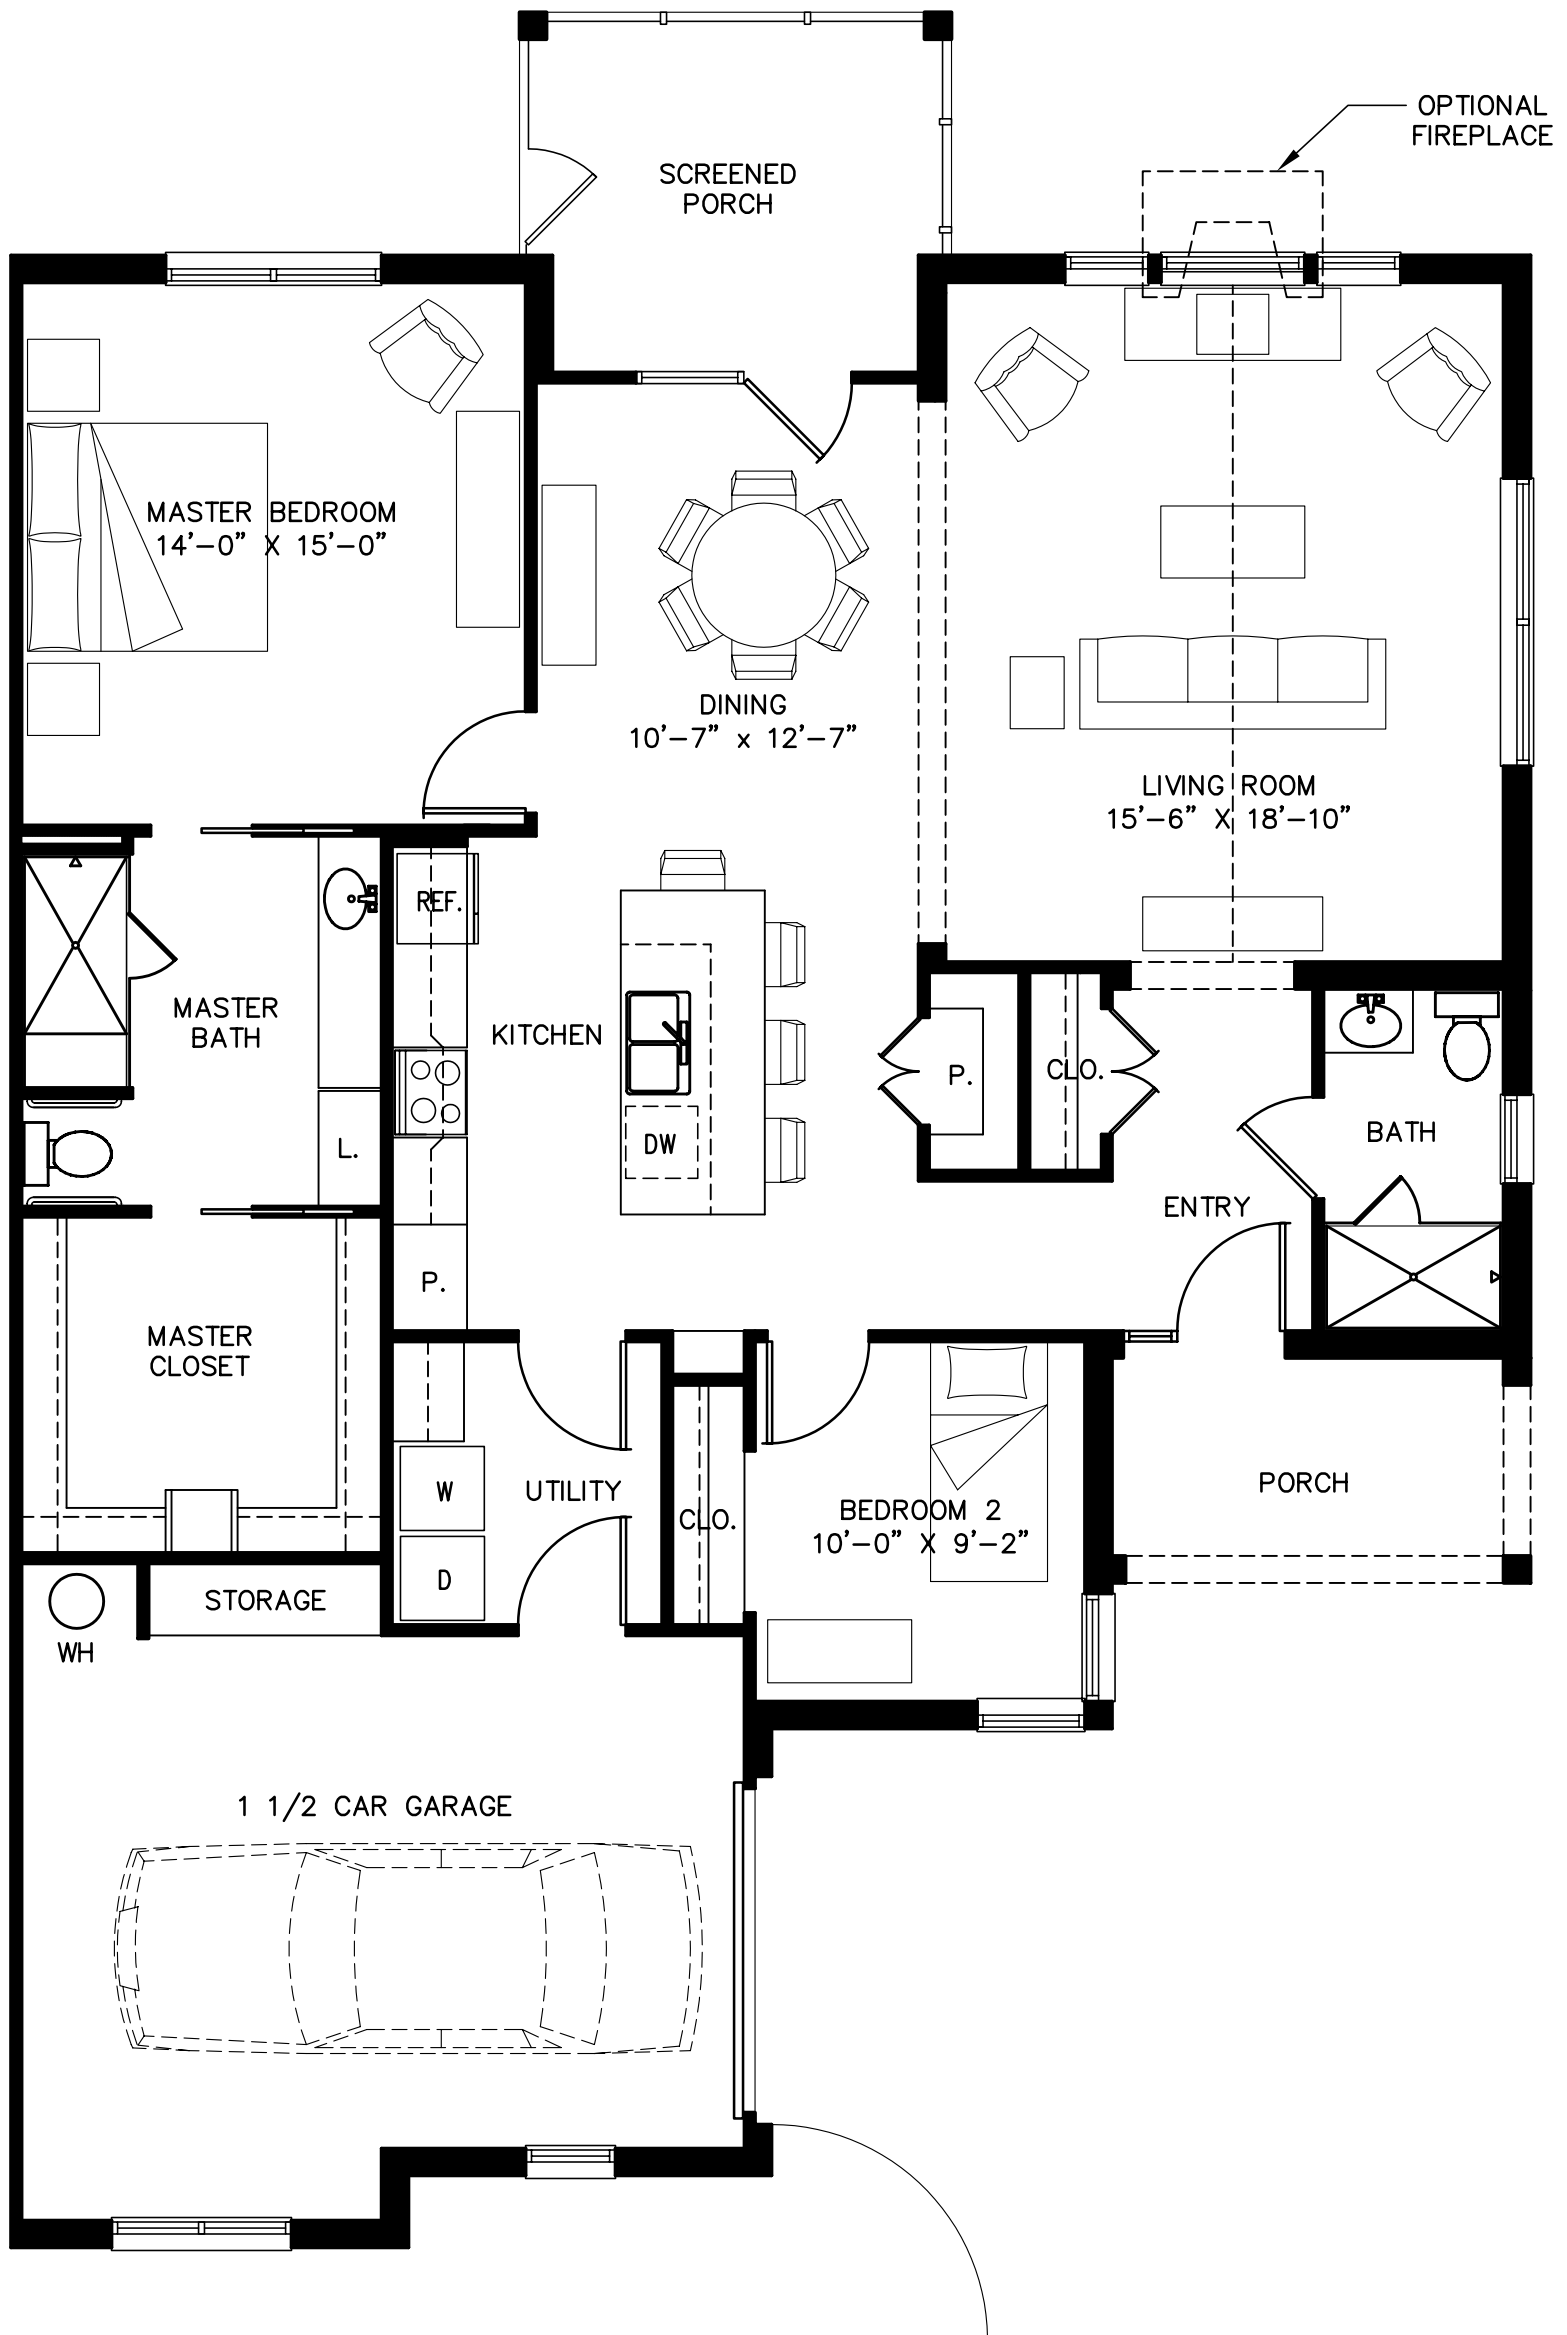 OPTIONAL
FIREPLACE
SCREENED
PORCH
MASTER BEDROOM
14'-0" X 15'-0"
DINING
10'-7" x 12'-7"
LIVING ROOM
15'-6" X 18'-10"
REF.
MASTER
BATH
KITCHEN
P.
CLO.
BATH
DW
L.
ENTRY
P.
MASTER
CLOSET
PORCH
W
UTILITY
CLO.
BEDROOM 2
10'-0" X 9'-2"
D
STORAGE
WH
1 1/2 CAR GARAGE